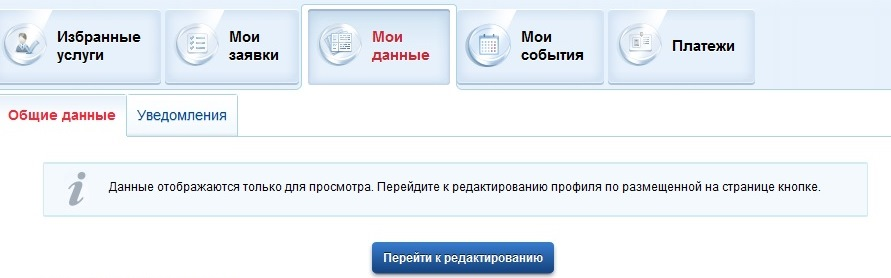 Избранные
услуги
Мои
заявки
Мои
данные
Мои
события
Платежи
Общие данные
Уведомления
Данные отображаются только для просмотра. Перейдите к редактированию профиля по размещенной на странице кнопке.
Перейти к редактированию